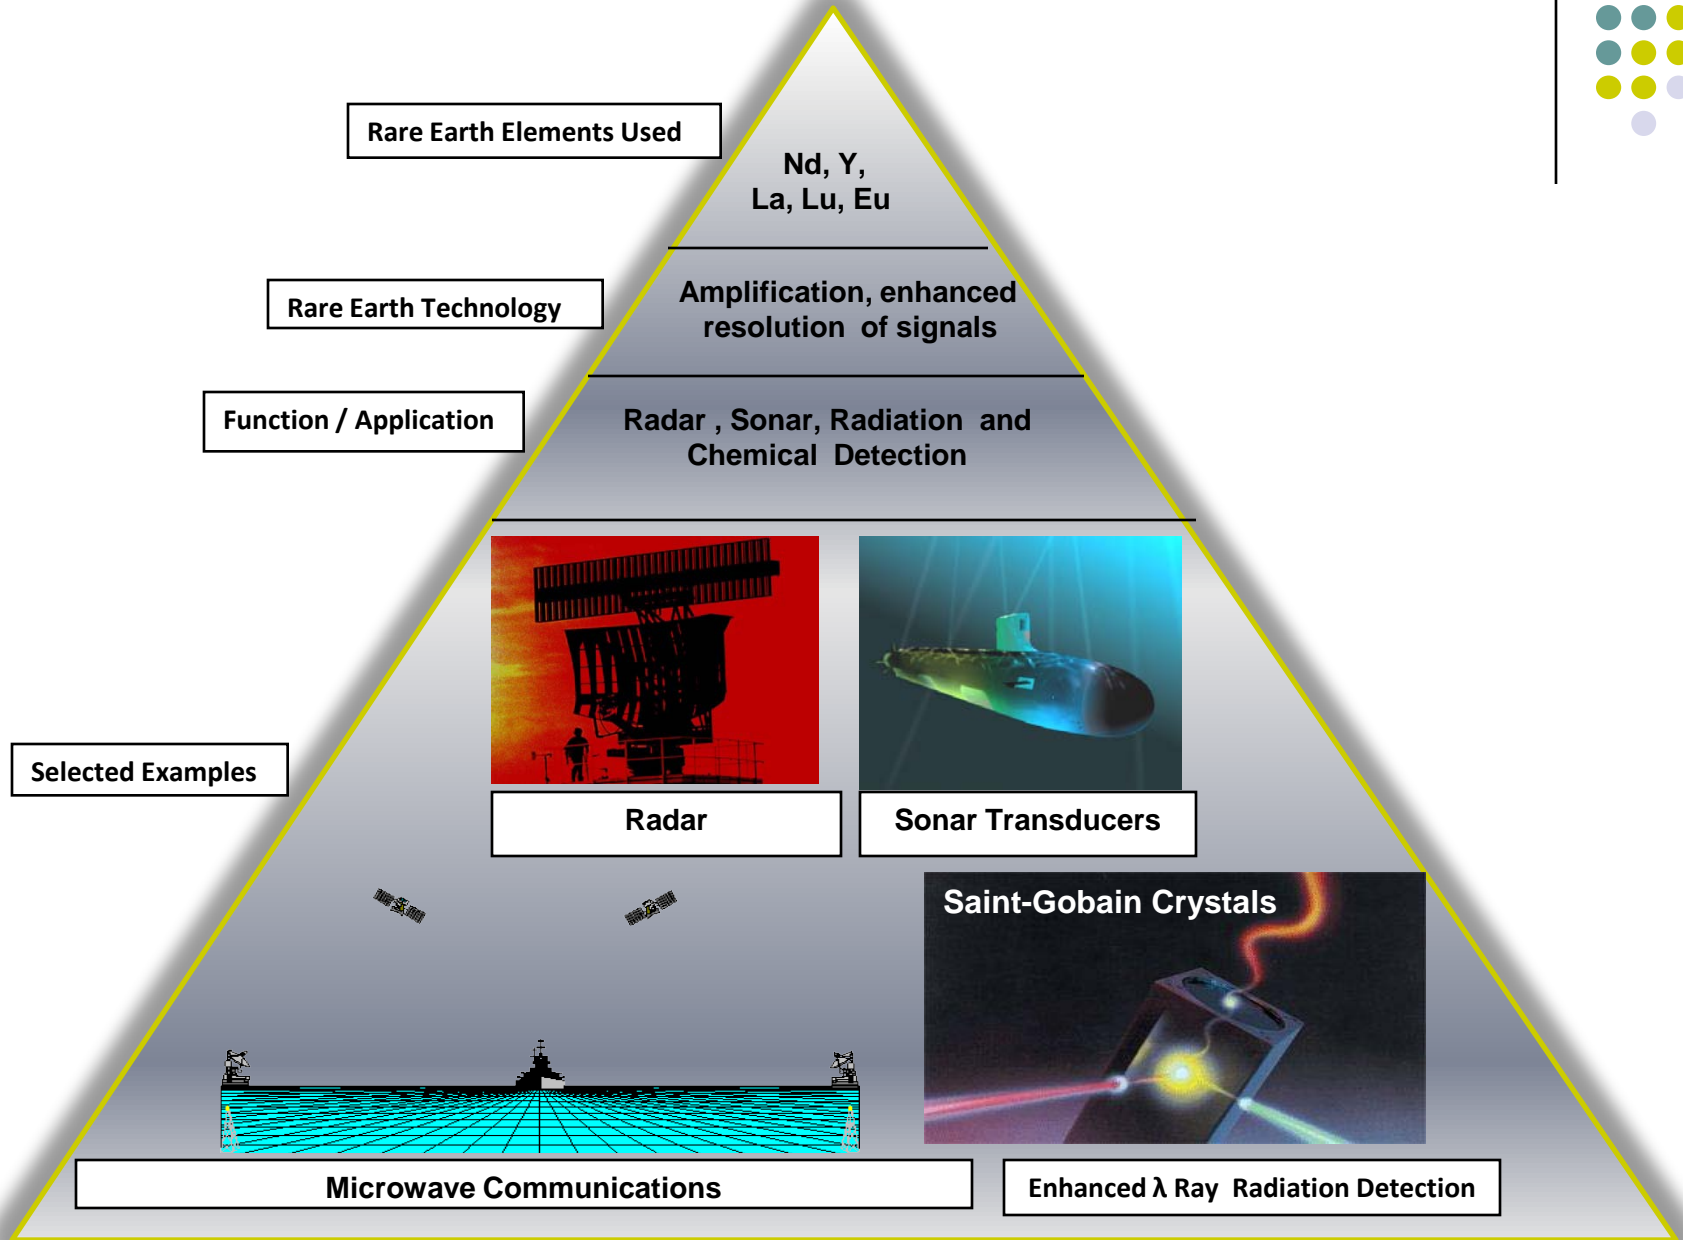 Rare Earth Elements Used
Nd, Y,
La, Lu, Eu
Rare Earth Technology
Amplification, enhanced
resolution of signals
Function / Application
Radar , Sonar, Radiation and
Chemical Detection
Selected Examples
Radar
Sonar Transducers
Saint-Gobain Crystals
Microwave Communications
Enhanced λ Ray Radiation Detection